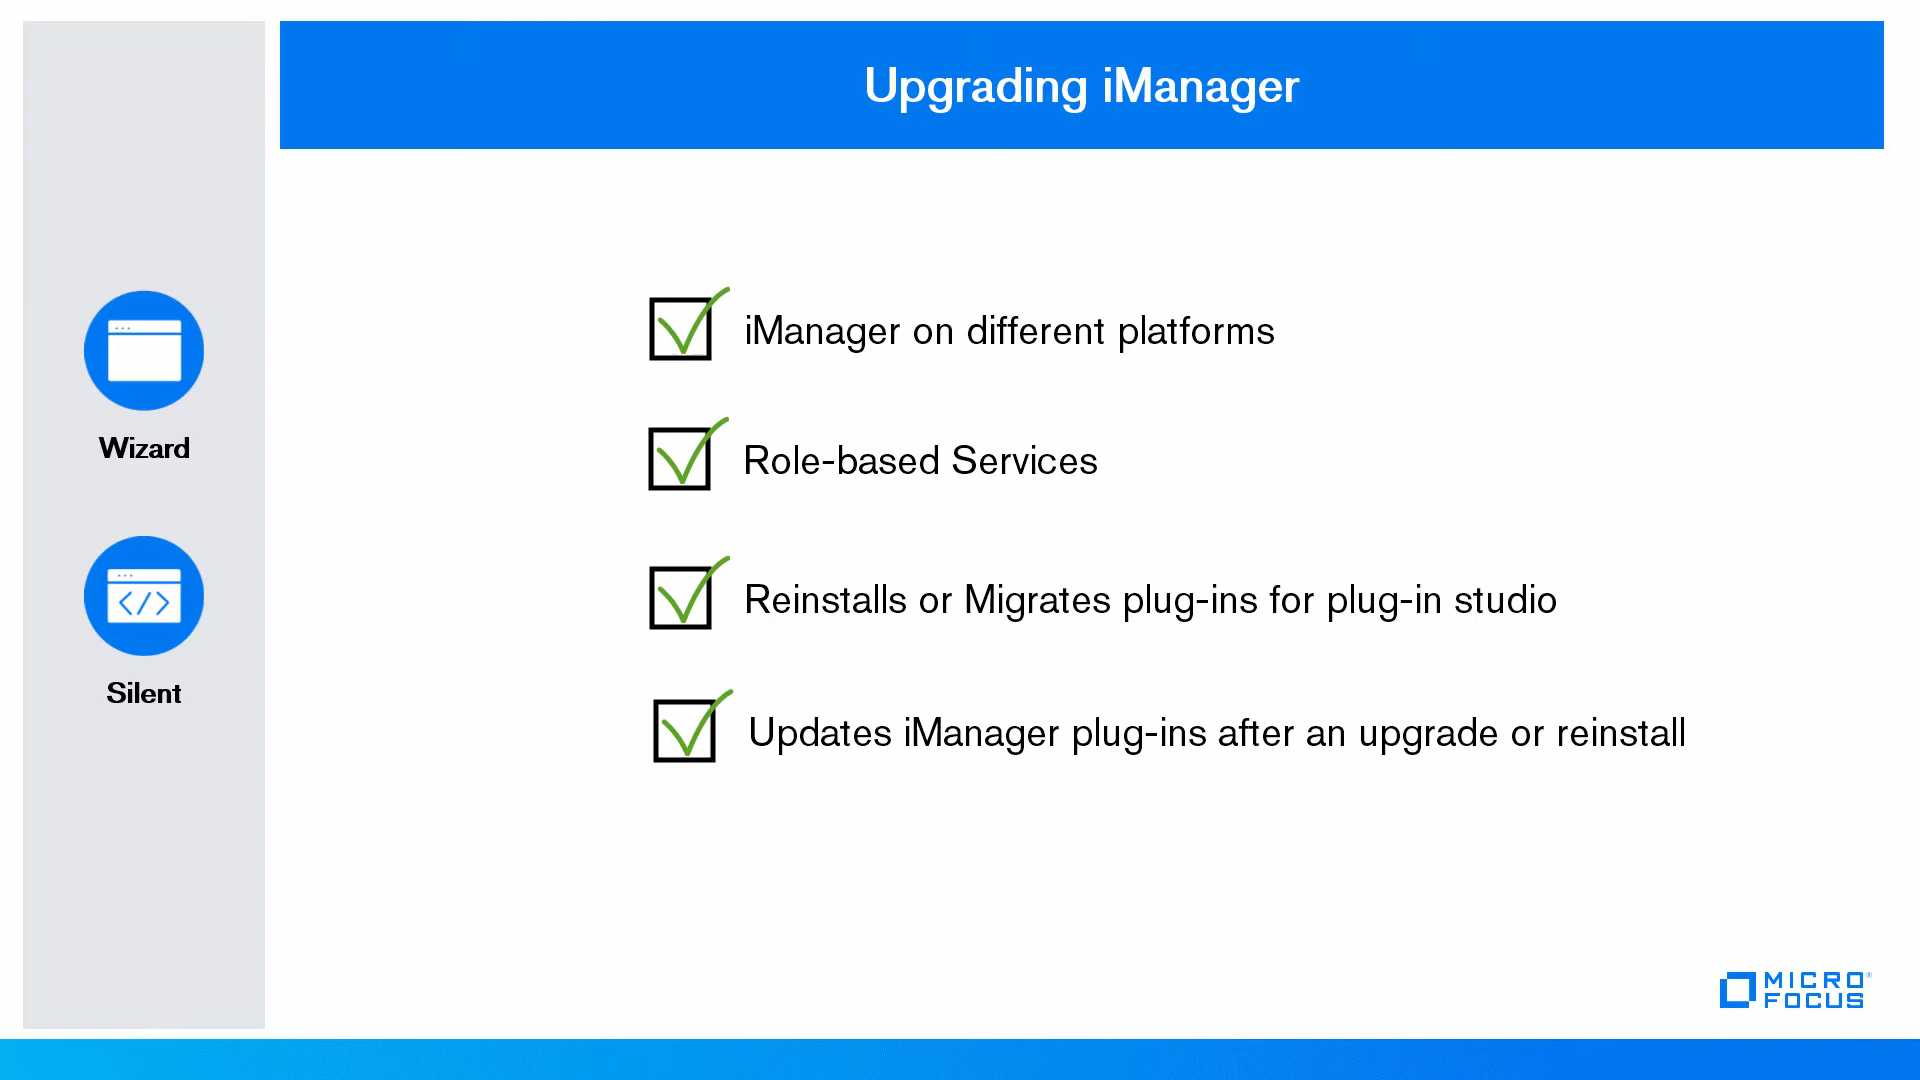 Upgrading iManager
Wizard
Silent
iManager on different platforms
Role-based Services
Reinstalls or Migrates plug-ins for plug-in studio
Updates iManager plug-ins after an upgrade or reinstall
MICRO
FOCUS